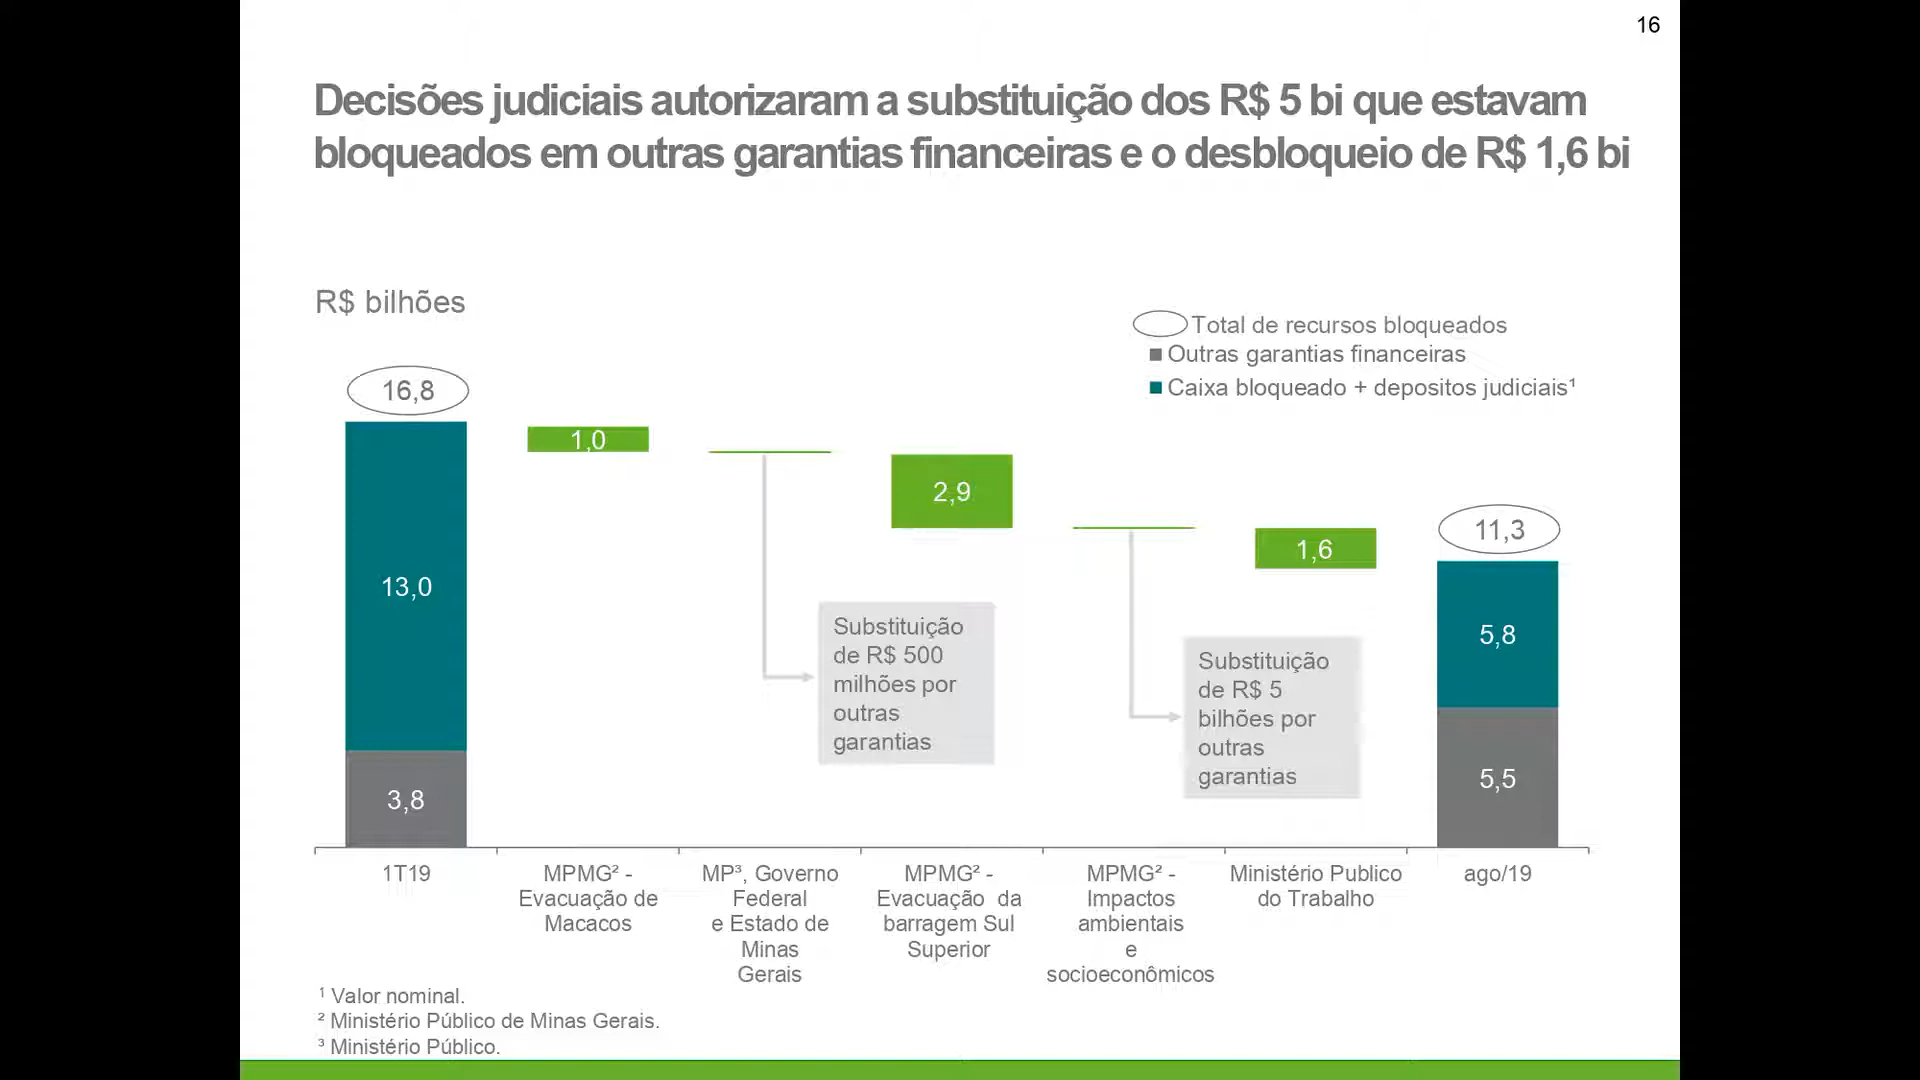 16
Decisões judiciais autorizaram a substituição dos R$ 5 bi que estavam
bloqueados em outras garantias financeiras e o desbloqueio de R$ 1,6 bi
R$ bilhões
Total de recursos bloqueados
Outras garantias financeiras
Caixa bloqueado + depositos judiciais¹
16,8
13,0
3,8
1,0
2,9
1,6
11,3
5,8
5,5
Substituição
de R$ 500
milhões por
outras
garantias
Substituição
de R$ 5
bilhões por
outras
garantias
1T19
MPMG² -
Evacuação de
Macacos
MP³, Governo
Federal
e Estado de
Minas
Gerais
MPMG² -
Evacuação da
barragem Sul
Superior
MPMG² -
Impactos
ambientais
e
socioeconômicos
Ministério Publico
do Trabalho
ago/19
¹ Valor nominal.
² Ministério Público de Minas Gerais.
³ Ministério Público.